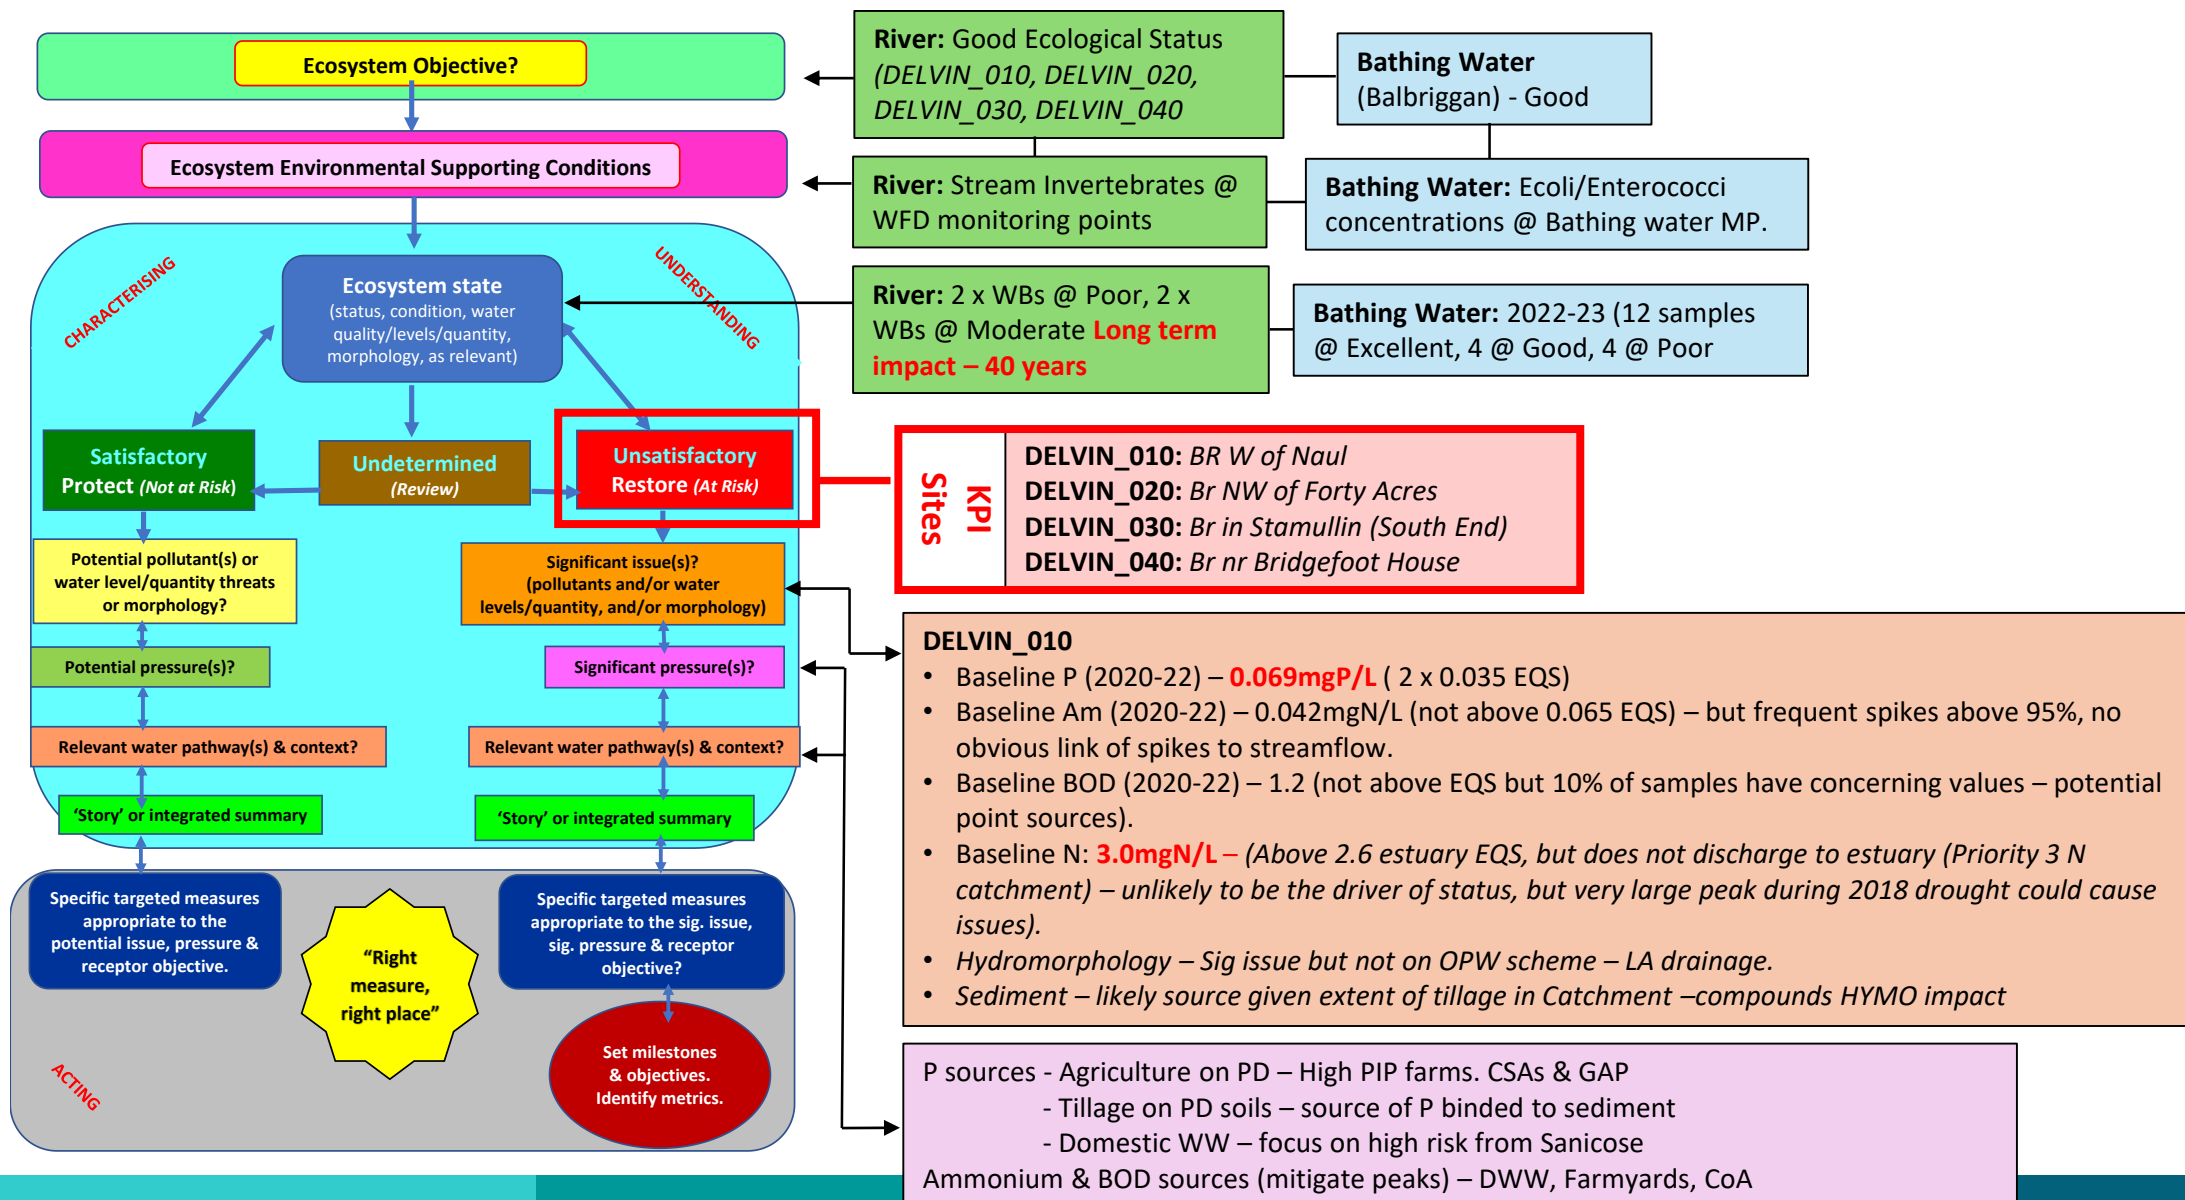 Ecosystem Objective?
Ecosystem Environmental Supporting Conditions
CHARACTERISING
UNDERSTANDING
Ecosystem state
(status, condition, water
quality/levels/quantity,
morphology, as relevant)
Satisfactory
Protect (Not at Risk)
Undetermined
(Review)
Unsatisfactory
Restore (At Risk)
Potential pollutant(s) or
water level/quantity threats
or morphology?
Significant issue(s)?
(pollutants and/or water
levels/quantity, and/or morphology)
Potential pressure(s)?
Significant pressure(s)?
Relevant water pathway(s) & context?
Relevant water pathway(s) & context?
‘Story’ or integrated summary
‘Story’ or integrated summary
Specific targeted measures
appropriate to the
potential issue, pressure &
receptor objective.
“Right
measure,
right place”
Specific targeted measures
appropriate to the sig. issue,
sig. pressure & receptor
objective?
Set milestones
& objectives.
Identify metrics.
ACTING
River: Good Ecological Status
(DELVIN_010, DELVIN_020,
DELVIN_030, DELVIN_040
Bathing Water
(Balbriggan) - Good
River: Stream Invertebrates @
WFD monitoring points
Bathing Water: Ecoli/Enterococci
concentrations @ Bathing water MP.
River: 2 x WBs @ Poor, 2 x
WBs @ Moderate Long term
impact – 40 years
Bathing Water: 2022-23 (12 samples
@ Excellent, 4 @ Good, 4 @ Poor
KPI
Sites
DELVIN_010: BR W of Naul
DELVIN_020: Br NW of Forty Acres
DELVIN_030: Br in Stamullin (South End)
DELVIN_040: Br nr Bridgefoot House
DELVIN_010
• Baseline P (2020-22) – 0.069mgP/L ( 2 x 0.035 EQS)
• Baseline Am (2020-22) – 0.042mgN/L (not above 0.065 EQS) – but frequent spikes above 95%, no
obvious link of spikes to streamflow.
• Baseline BOD (2020-22) – 1.2 (not above EQS but 10% of samples have concerning values – potential
point sources).
• Baseline N: 3.0mgN/L – (Above 2.6 estuary EQS, but does not discharge to estuary (Priority 3 N
catchment) – unlikely to be the driver of status, but very large peak during 2018 drought could cause
issues).
• Hydromorphology – Sig issue but not on OPW scheme – LA drainage.
• Sediment – likely source given extent of tillage in Catchment –compounds HYMO impact
P sources - Agriculture on PD – High PIP farms. CSAs & GAP
- Tillage on PD soils – source of P binded to sediment
- Domestic WW – focus on high risk from Sanicose
Ammonium & BOD sources (mitigate peaks) – DWW, Farmyards, CoA